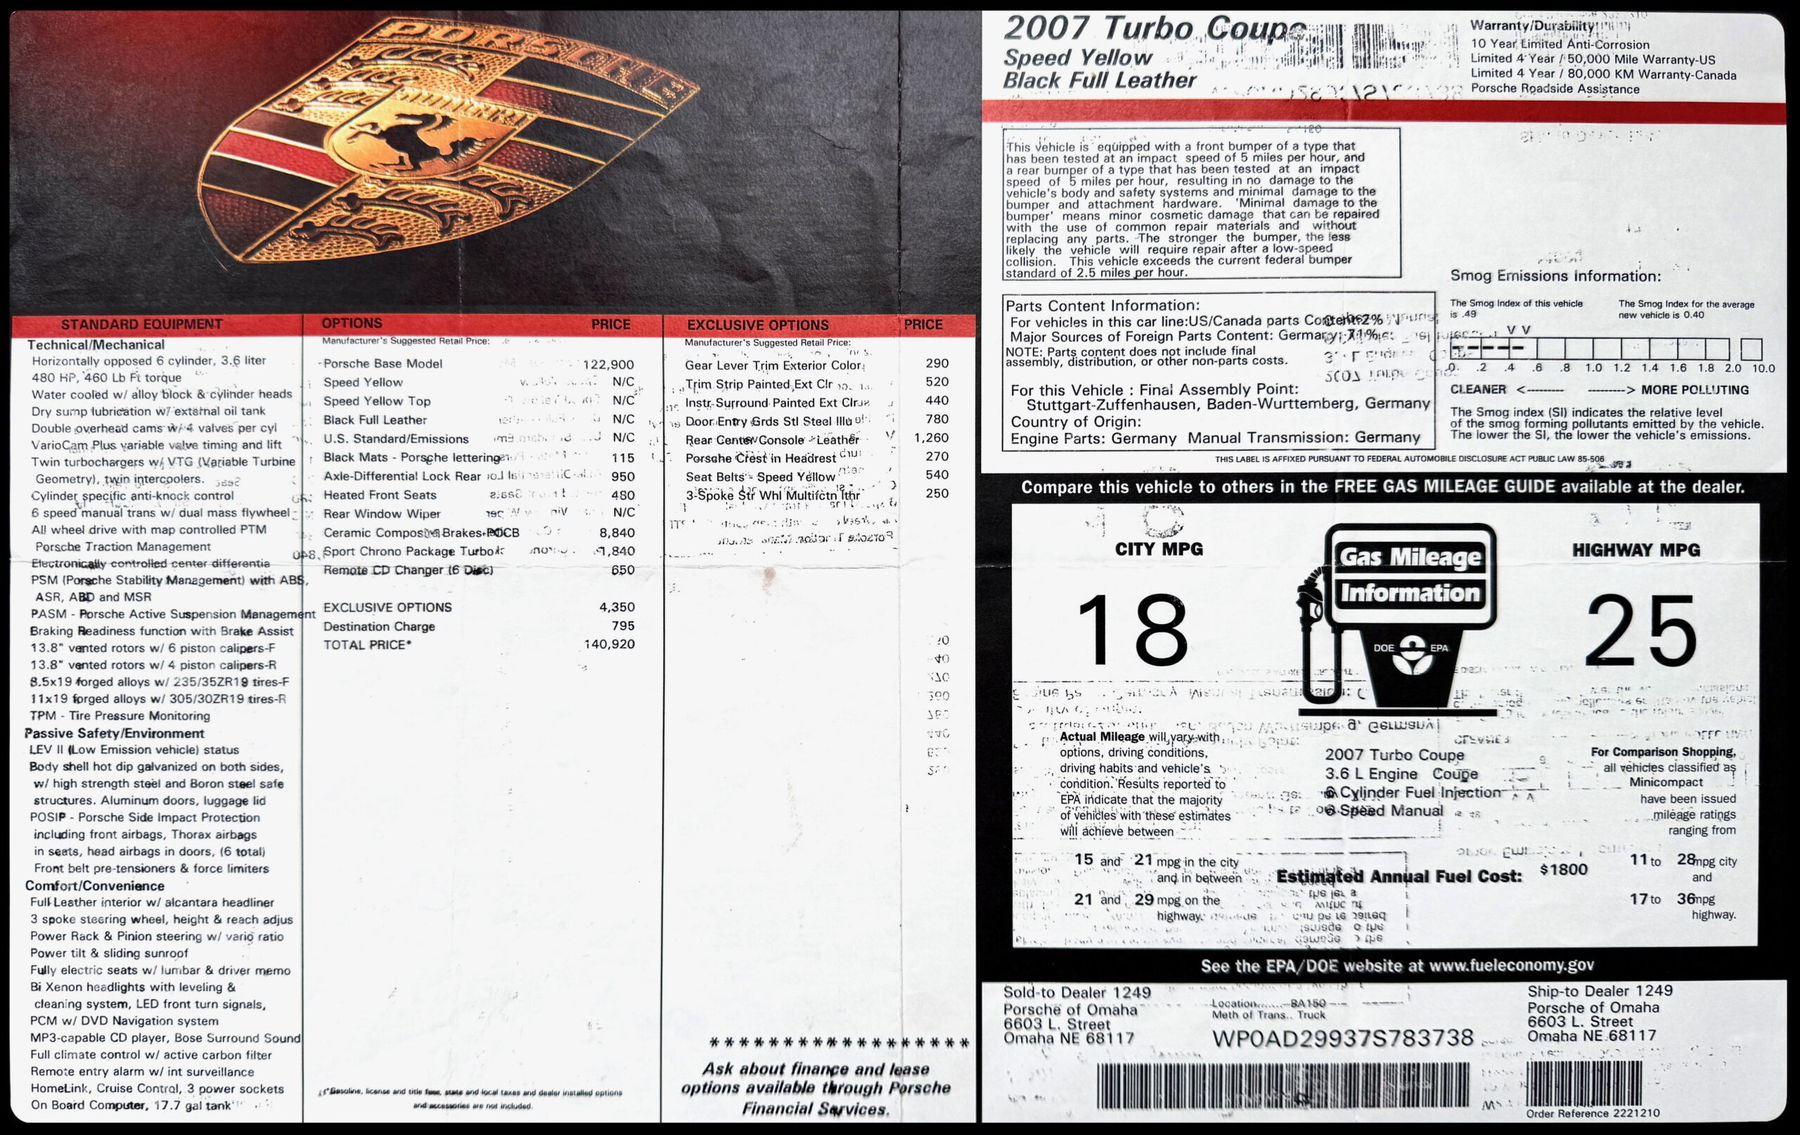 PORSCHE
STUTTGART
STANDARD EQUIPMENT
Technical/Mechanical
Horizontally opposed 6 cylinder, 3.6 liter
480 HP, 460 Lb Ft torque
Water cooled w/ alloy block & cylinder heads
Dry sump lubrication w/ external oil tank
Double overhead cams w/ 4 valves per cyl
VarioCam Plus variable valve timing and lift
Twin turbochargers w/ VTG (Variable Turbine
Geometry), twin intercoolers.
Cylinder specific anti-knock control
6 speed manual trans w/ dual mass flywheel
All wheel drive with map controlled PTM
Porsche Traction Management
Electronically controlled center differentia
PSM (Porsche Stability Management) with ABS,
ASR, ABD and MSR
PASM - Porsche Active Suspension Management
Braking Readiness function with Brake Assist
13.8" vented rotors w/ 6 piston calipers-F
13.8" vented rotors w/ 4 piston calipers-R
8.5x19 forged alloys w/ 235/35ZR19 tires-F
11x19 forged alloys w/ 305/30ZR19 tires-R
TPM - Tire Pressure Monitoring
Passive Safety/Environment
LEV II (Low Emission vehicle) status
Body shell hot dip galvanized on both sides,
w/ high strength steel and Boron steel safe
structures. Aluminum doors, luggage lid
POSIP - Porsche Side Impact Protection
including front airbags, Thorax airbags
in seats, head airbags in doors, (6 total)
Front belt pre-tensioners & force limiters
Comfort/Convenience
Full Leather interior w/ alcantara headliner
3 spoke steering wheel, height & reach adjus
Power Rack & Pinion steering w/ vario ratio
Power tilt & sliding sunroof
Fully electric seats w/ lumbar & driver memo
Bi Xenon headlights with leveling &
cleaning system, LED front turn signals,
PCM w/ DVD Navigation system
MP3-capable CD player, Bose Surround Sound
Full climate control w/ active carbon filter
Remote entry alarm w/ int surveillance
HomeLink, Cruise Control, 3 power sockets
On Board Computer, 17.7 gal tank
OPTIONS PRICE
Manufacturer's Suggested Retail Price:
Porsche Base Model 122,900
Speed Yellow N/C
Speed Yellow Top N/C
Black Full Leather N/C
U.S. Standard/Emissions N/C
Black Mats - Porsche lettering 115
Axle-Differential Lock Rear 950
Heated Front Seats 480
Rear Window Wiper N/C
Ceramic Composite Brakes-PCCB 8,840
Sport Chrono Package Turbo 1,840
Remote CD Changer (6 Disc) 650
EXCLUSIVE OPTIONS 4,350
Destination Charge 795
TOTAL PRICE* 140,920
*Gasoline, license and title fees, state and local taxes and dealer installed options
and accessories are not included.
EXCLUSIVE OPTIONS PRICE
Manufacturer's Suggested Retail Price:
Gear Lever Trim Exterior Color 290
Trim Strip Painted Ext Clr 520
Instr Surround Painted Ext Clr 440
Door Entry Grds Stl Steel Illu 780
Rear Center Console - Leather 1,260
Porsche Crest in Headrest 270
Seat Belts - Speed Yellow 540
3-Spoke Str Whl Multifctn lthr 250
* * * * * * * * * * * * * * * * * *
Ask about finance and lease
options available through Porsche
Financial Services.
2007 Turbo Coupe
Speed Yellow
Black Full Leather
Warranty/Durability:
10 Year Limited Anti-Corrosion
Limited 4 Year / 50,000 Mile Warranty-US
Limited 4 Year / 80,000 KM Warranty-Canada
Porsche Roadside Assistance
This vehicle is equipped with a front bumper of a type that
has been tested at an impact speed of 5 miles per hour, and
a rear bumper of a type that has been tested at an impact
speed of 5 miles per hour, resulting in no damage to the
vehicle's body and safety systems and minimal damage to the
bumper and attachment hardware. 'Minimal damage to the
bumper' means minor cosmetic damage that can be repaired
with the use of common repair materials and without
replacing any parts. The stronger the bumper, the less
likely the vehicle will require repair after a low-speed
collision. This vehicle exceeds the current federal bumper
standard of 2.5 miles per hour.
Parts Content Information:
For vehicles in this car line:US/Canada parts Content:2%
Major Sources of Foreign Parts Content: Germany: 71%
NOTE: Parts content does not include final
assembly, distribution, or other non-parts costs.
For this Vehicle : Final Assembly Point:
Stuttgart-Zuffenhausen, Baden-Wurttemberg, Germany
Country of Origin:
Engine Parts: Germany Manual Transmission: Germany
Smog Emissions Information:
The Smog Index of this vehicle
is .49
The Smog Index for the average
new vehicle is 0.40
V V
.0 .2 .4 .6 .8 1.0 1.2 1.4 1.6 1.8 2.0 10.0
CLEANER <-------- --------> MORE POLLUTING
The Smog index (SI) indicates the relative level
of the smog forming pollutants emitted by the vehicle.
The lower the SI, the lower the vehicle's emissions.
THIS LABEL IS AFFIXED PURSUANT TO FEDERAL AUTOMOBILE DISCLOSURE ACT PUBLIC LAW 85-506
Compare this vehicle to others in the FREE GAS MILEAGE GUIDE available at the dealer.
CITY MPG
18
Gas Mileage
Information
DOE EPA
HIGHWAY MPG
25
Actual Mileage will vary with
options, driving conditions,
driving habits and vehicle's
condition. Results reported to
EPA indicate that the majority
of vehicles with these estimates
will achieve between
15 and 21 mpg in the city
and in between
21 and 29 mpg on the
highway.
2007 Turbo Coupe
3.6 L Engine Coupe
6 Cylinder Fuel Injection
6 Speed Manual
Estimated Annual Fuel Cost: $1800
For Comparison Shopping,
all vehicles classified as
Minicompact
have been issued
mileage ratings
ranging from
11 to 28 mpg city
and
17 to 36 mpg
highway.
See the EPA/DOE website at www.fueleconomy.gov
Sold-to Dealer 1249
Porsche of Omaha
6603 L. Street
Omaha NE 68117
Location.......BA150
Meth of Trans.. Truck
WP0AD29937S783738
Ship-to Dealer 1249
Porsche of Omaha
6603 L. Street
Omaha NE 68117
Order Reference 2221210